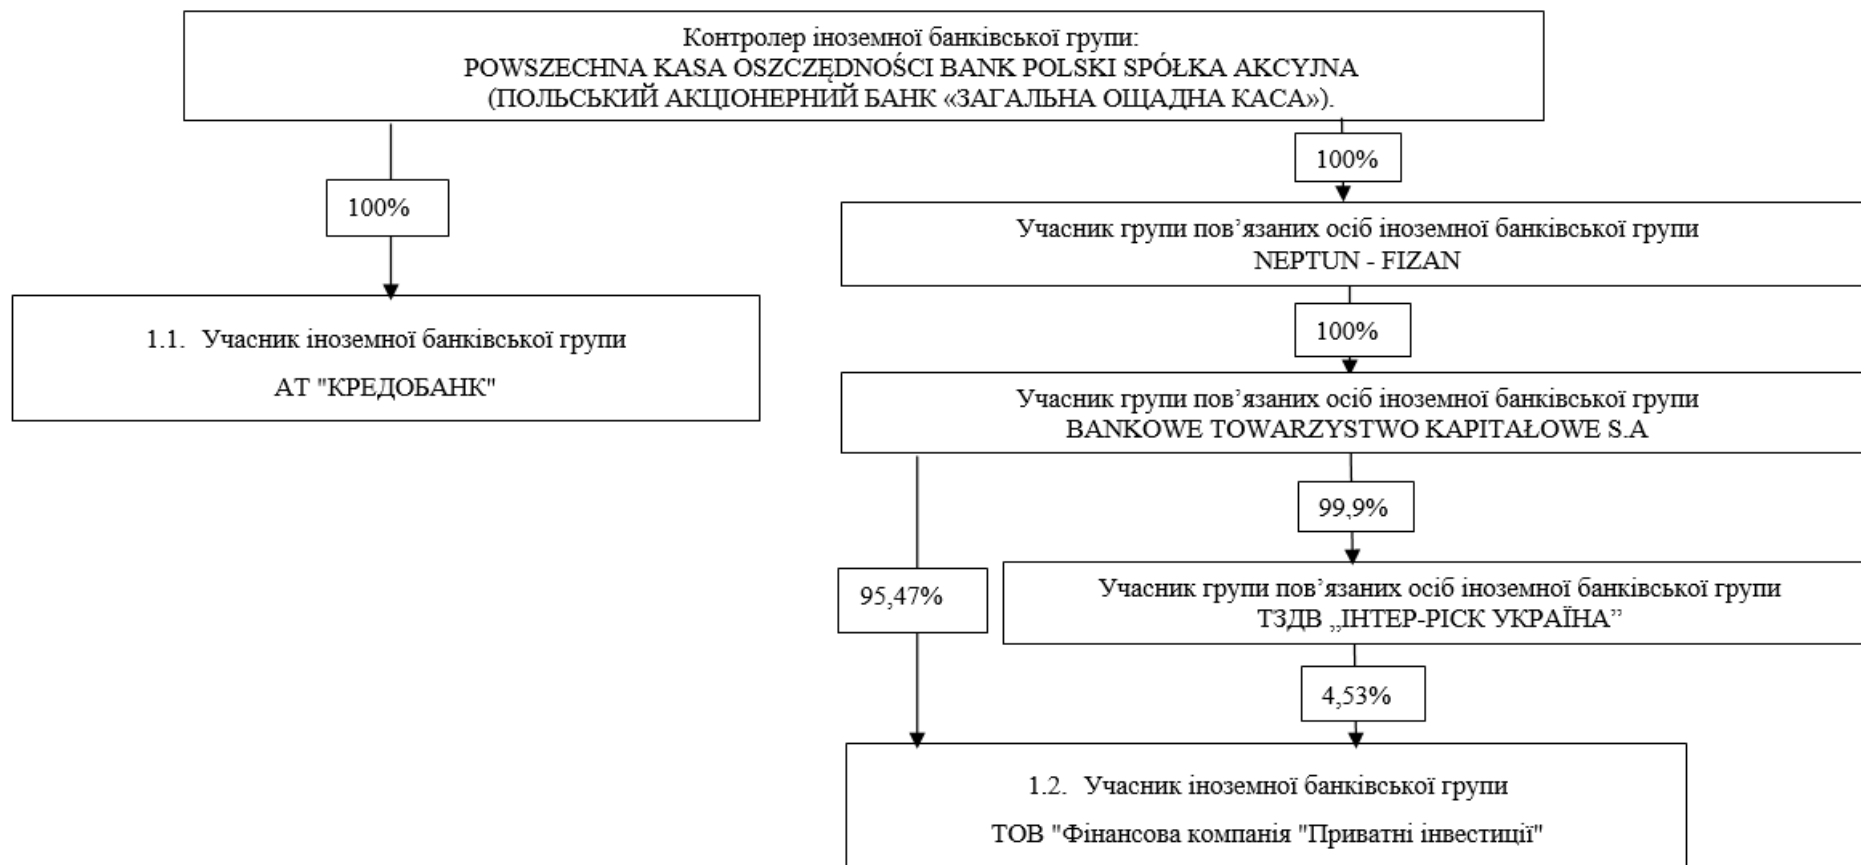 Контролер іноземної банківської групи:
POWSZECHNA KASA OSZCZĘDNOŚCI BANK POLSKI SPÓŁKA AKCYJNA
(ПОЛЬСЬКИЙ АКЦІОНЕРНИЙ БАНК «ЗАГАЛЬНА ОЩАДНА КАСА»).
100%
100%
Учасник групи пов’язаних осіб іноземної банківської групи
NEPTUN - FIZAN
1.1. Учасник іноземної банківської групи
АТ "КРЕДОБАНК"
100%
Учасник групи пов’язаних осіб іноземної банківської групи
BANKOWE TOWARZYSTWO KAPITAŁOWE S.A
99,9%
95,47%
Учасник групи пов’язаних осіб іноземної банківської групи
ТЗДВ „ІНТЕР-РІСК УКРАЇНА”
4,53%
1.2. Учасник іноземної банківської групи
ТОВ "Фінансова компанія "Приватні інвестиції"